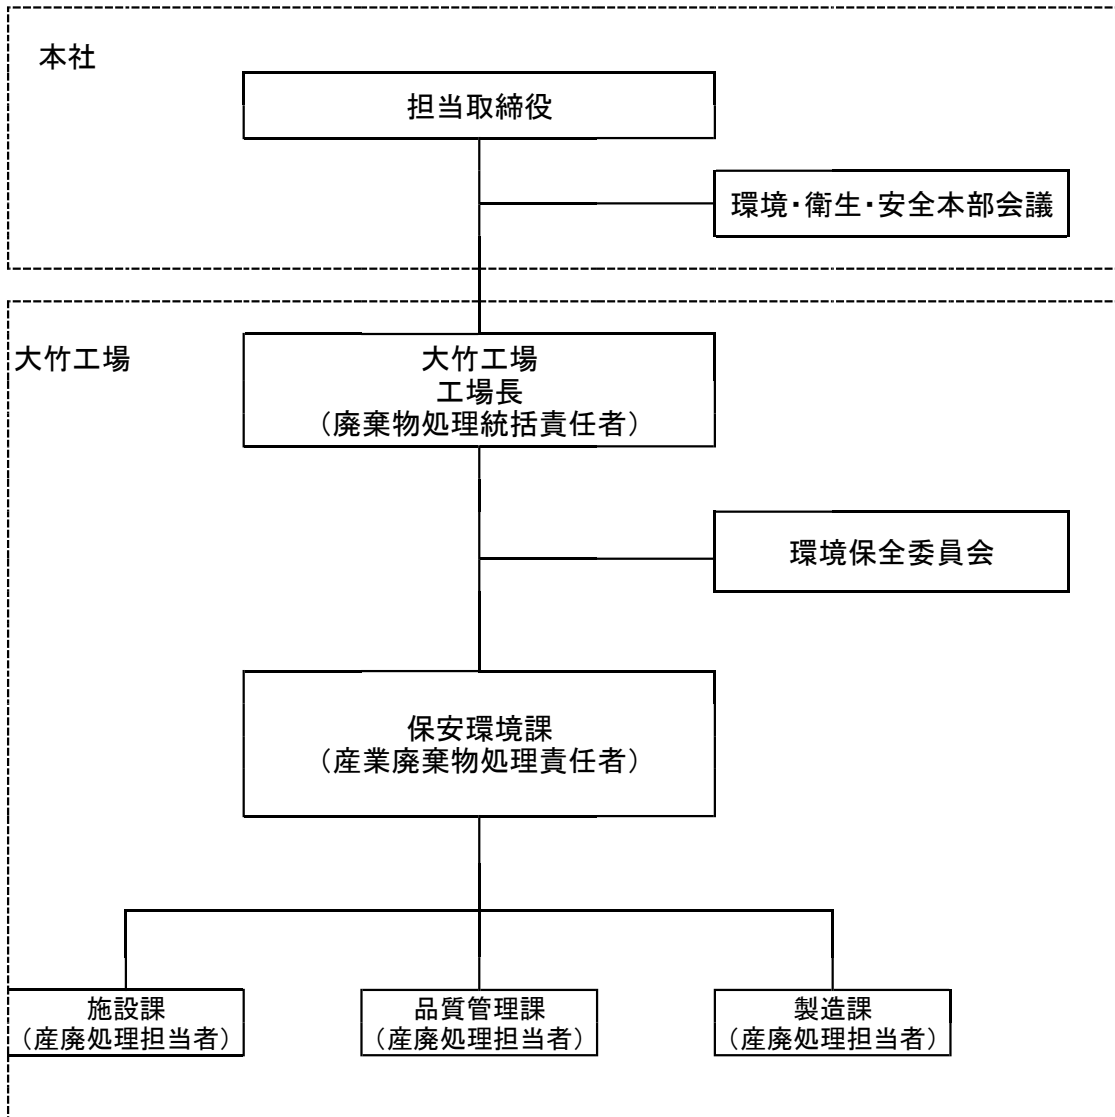 本社
担当取締役
環境・衛生・安全本部会議
大竹工場
大竹工場
工場長
（廃棄物処理統括責任者）
環境保全委員会
保安環境課
（産業廃棄物処理責任者）
施設課
（産廃処理担当者）
品質管理課
（産廃処理担当者）
製造課
（産廃処理担当者）